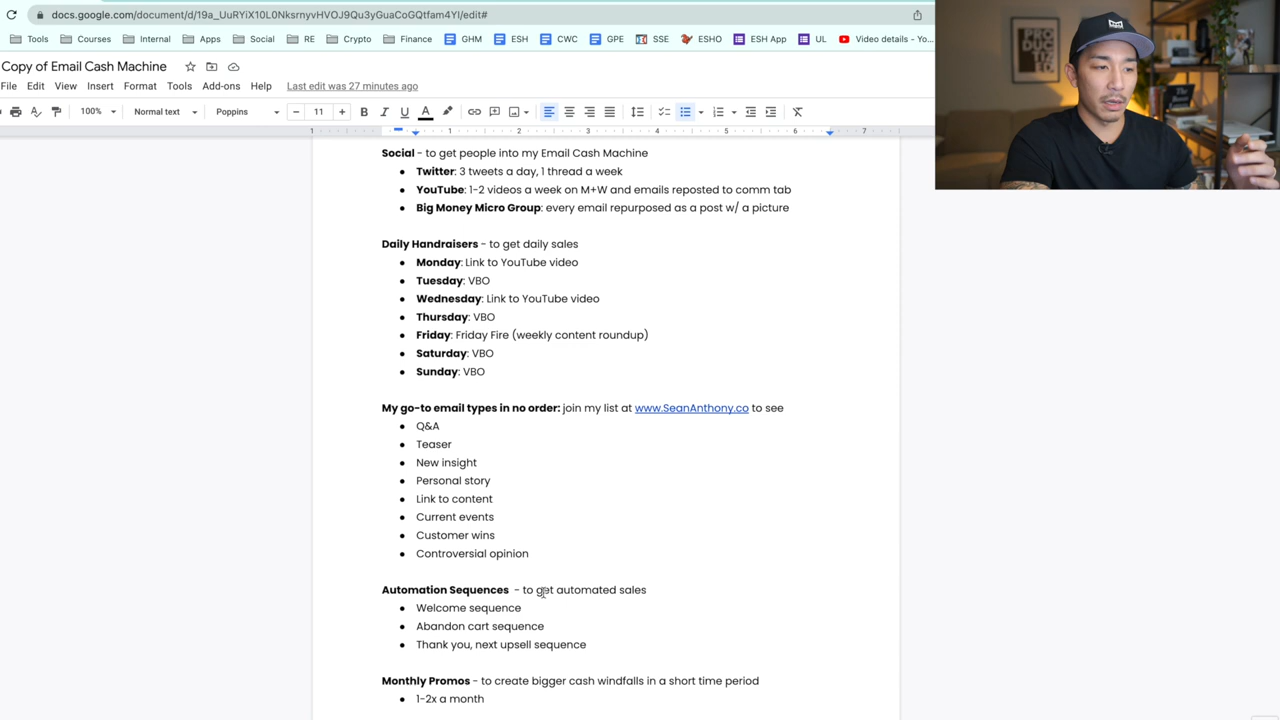 docs.google.com/document/d/19a_UuRYiX10L0NksrnyvHVOJ9Qu3yGuaCoGQtfam4YI/edit#
Tools Courses Internal Apps Social RE Crypto Finance GHM ESH CWC GPE SSE ESHO ESH App UL Video details - Yo...
Copy of Email Cash Machine
File Edit View Insert Format Tools Add-ons Help Last edit was 27 minutes ago
100% Normal text Poppins 11 B I U A
1 1 2 3 4 5 6 7
Social - to get people into my Email Cash Machine
● Twitter: 3 tweets a day, 1 thread a week
● YouTube: 1-2 videos a week on M+W and emails reposted to comm tab
● Big Money Micro Group: every email repurposed as a post w/ a picture
Daily Handraisers - to get daily sales
● Monday: Link to YouTube video
● Tuesday: VBO
● Wednesday: Link to YouTube video
● Thursday: VBO
● Friday: Friday Fire (weekly content roundup)
● Saturday: VBO
● Sunday: VBO
My go-to email types in no order: join my list at www.SeanAnthony.co to see
● Q&A
● Teaser
● New insight
● Personal story
● Link to content
● Current events
● Customer wins
● Controversial opinion
Automation Sequences - to get automated sales
● Welcome sequence
● Abandon cart sequence
● Thank you, next upsell sequence
Monthly Promos - to create bigger cash windfalls in a short time period
● 1-2x a month